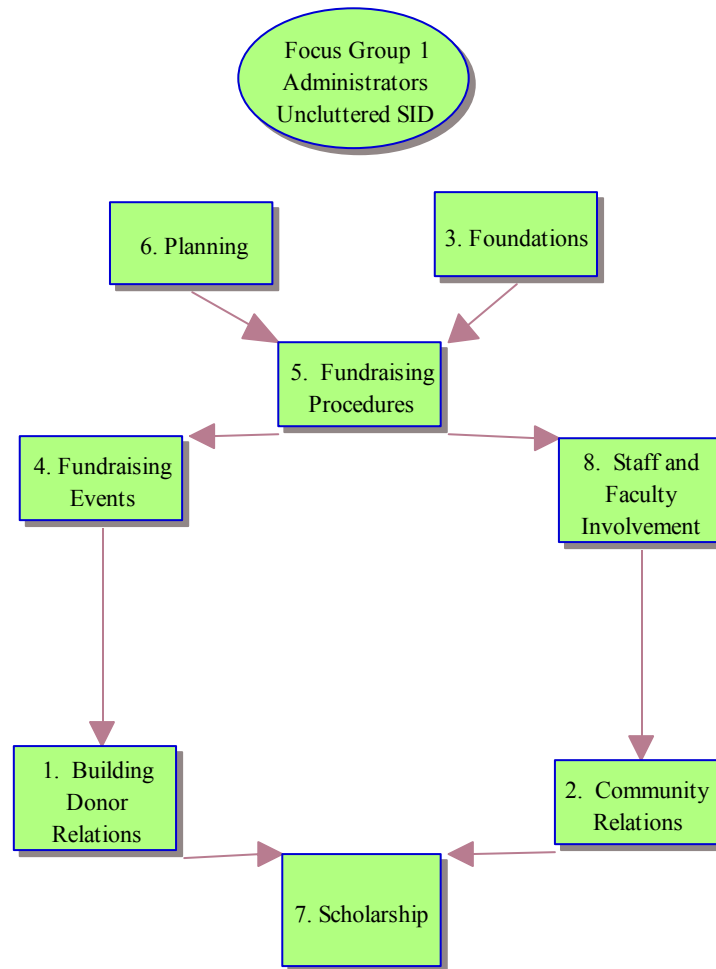 Focus Group 1
Administrators
Uncluttered SID
6. Planning
3. Foundations
5.  Fundraising
Procedures
4. Fundraising
Events
8.  Staff and
Faculty
Involvement
1.  Building
Donor
Relations
2.  Community
Relations
7. Scholarship